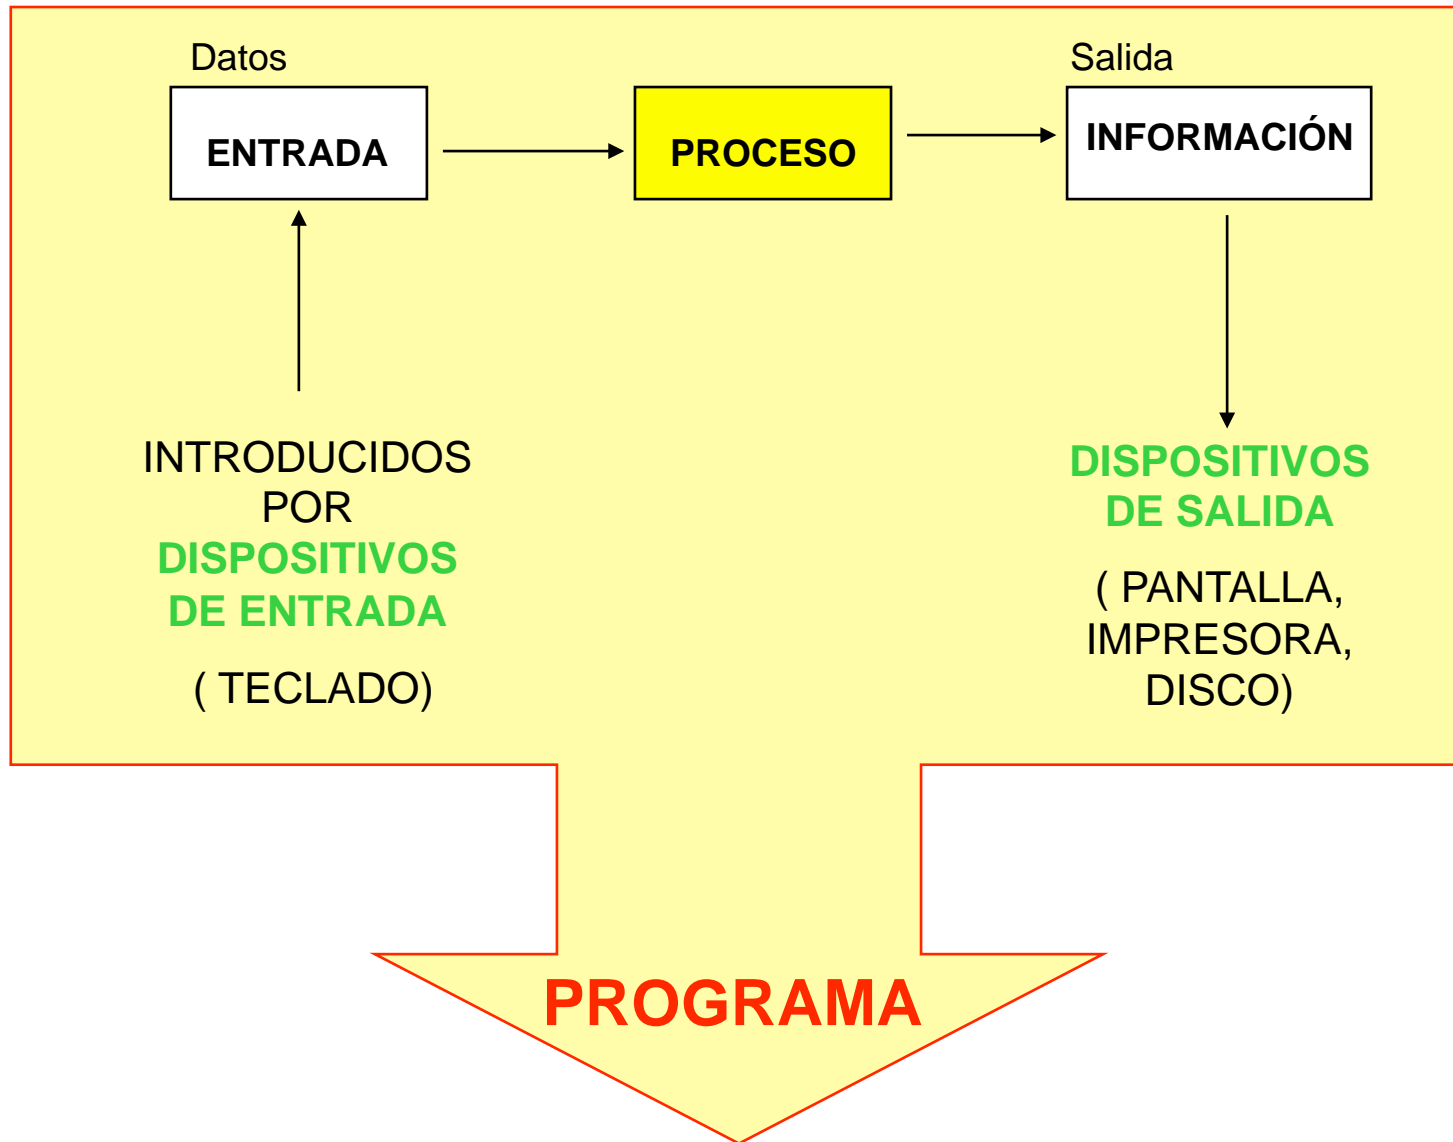 Datos
ENTRADA
PROCESO
Salida
INFORMACIÓN
INTRODUCIDOS
POR
DISPOSITIVOS
DE ENTRADA
( TECLADO)
DISPOSITIVOS
DE SALIDA
( PANTALLA,
IMPRESORA,
DISCO)
PROGRAMA